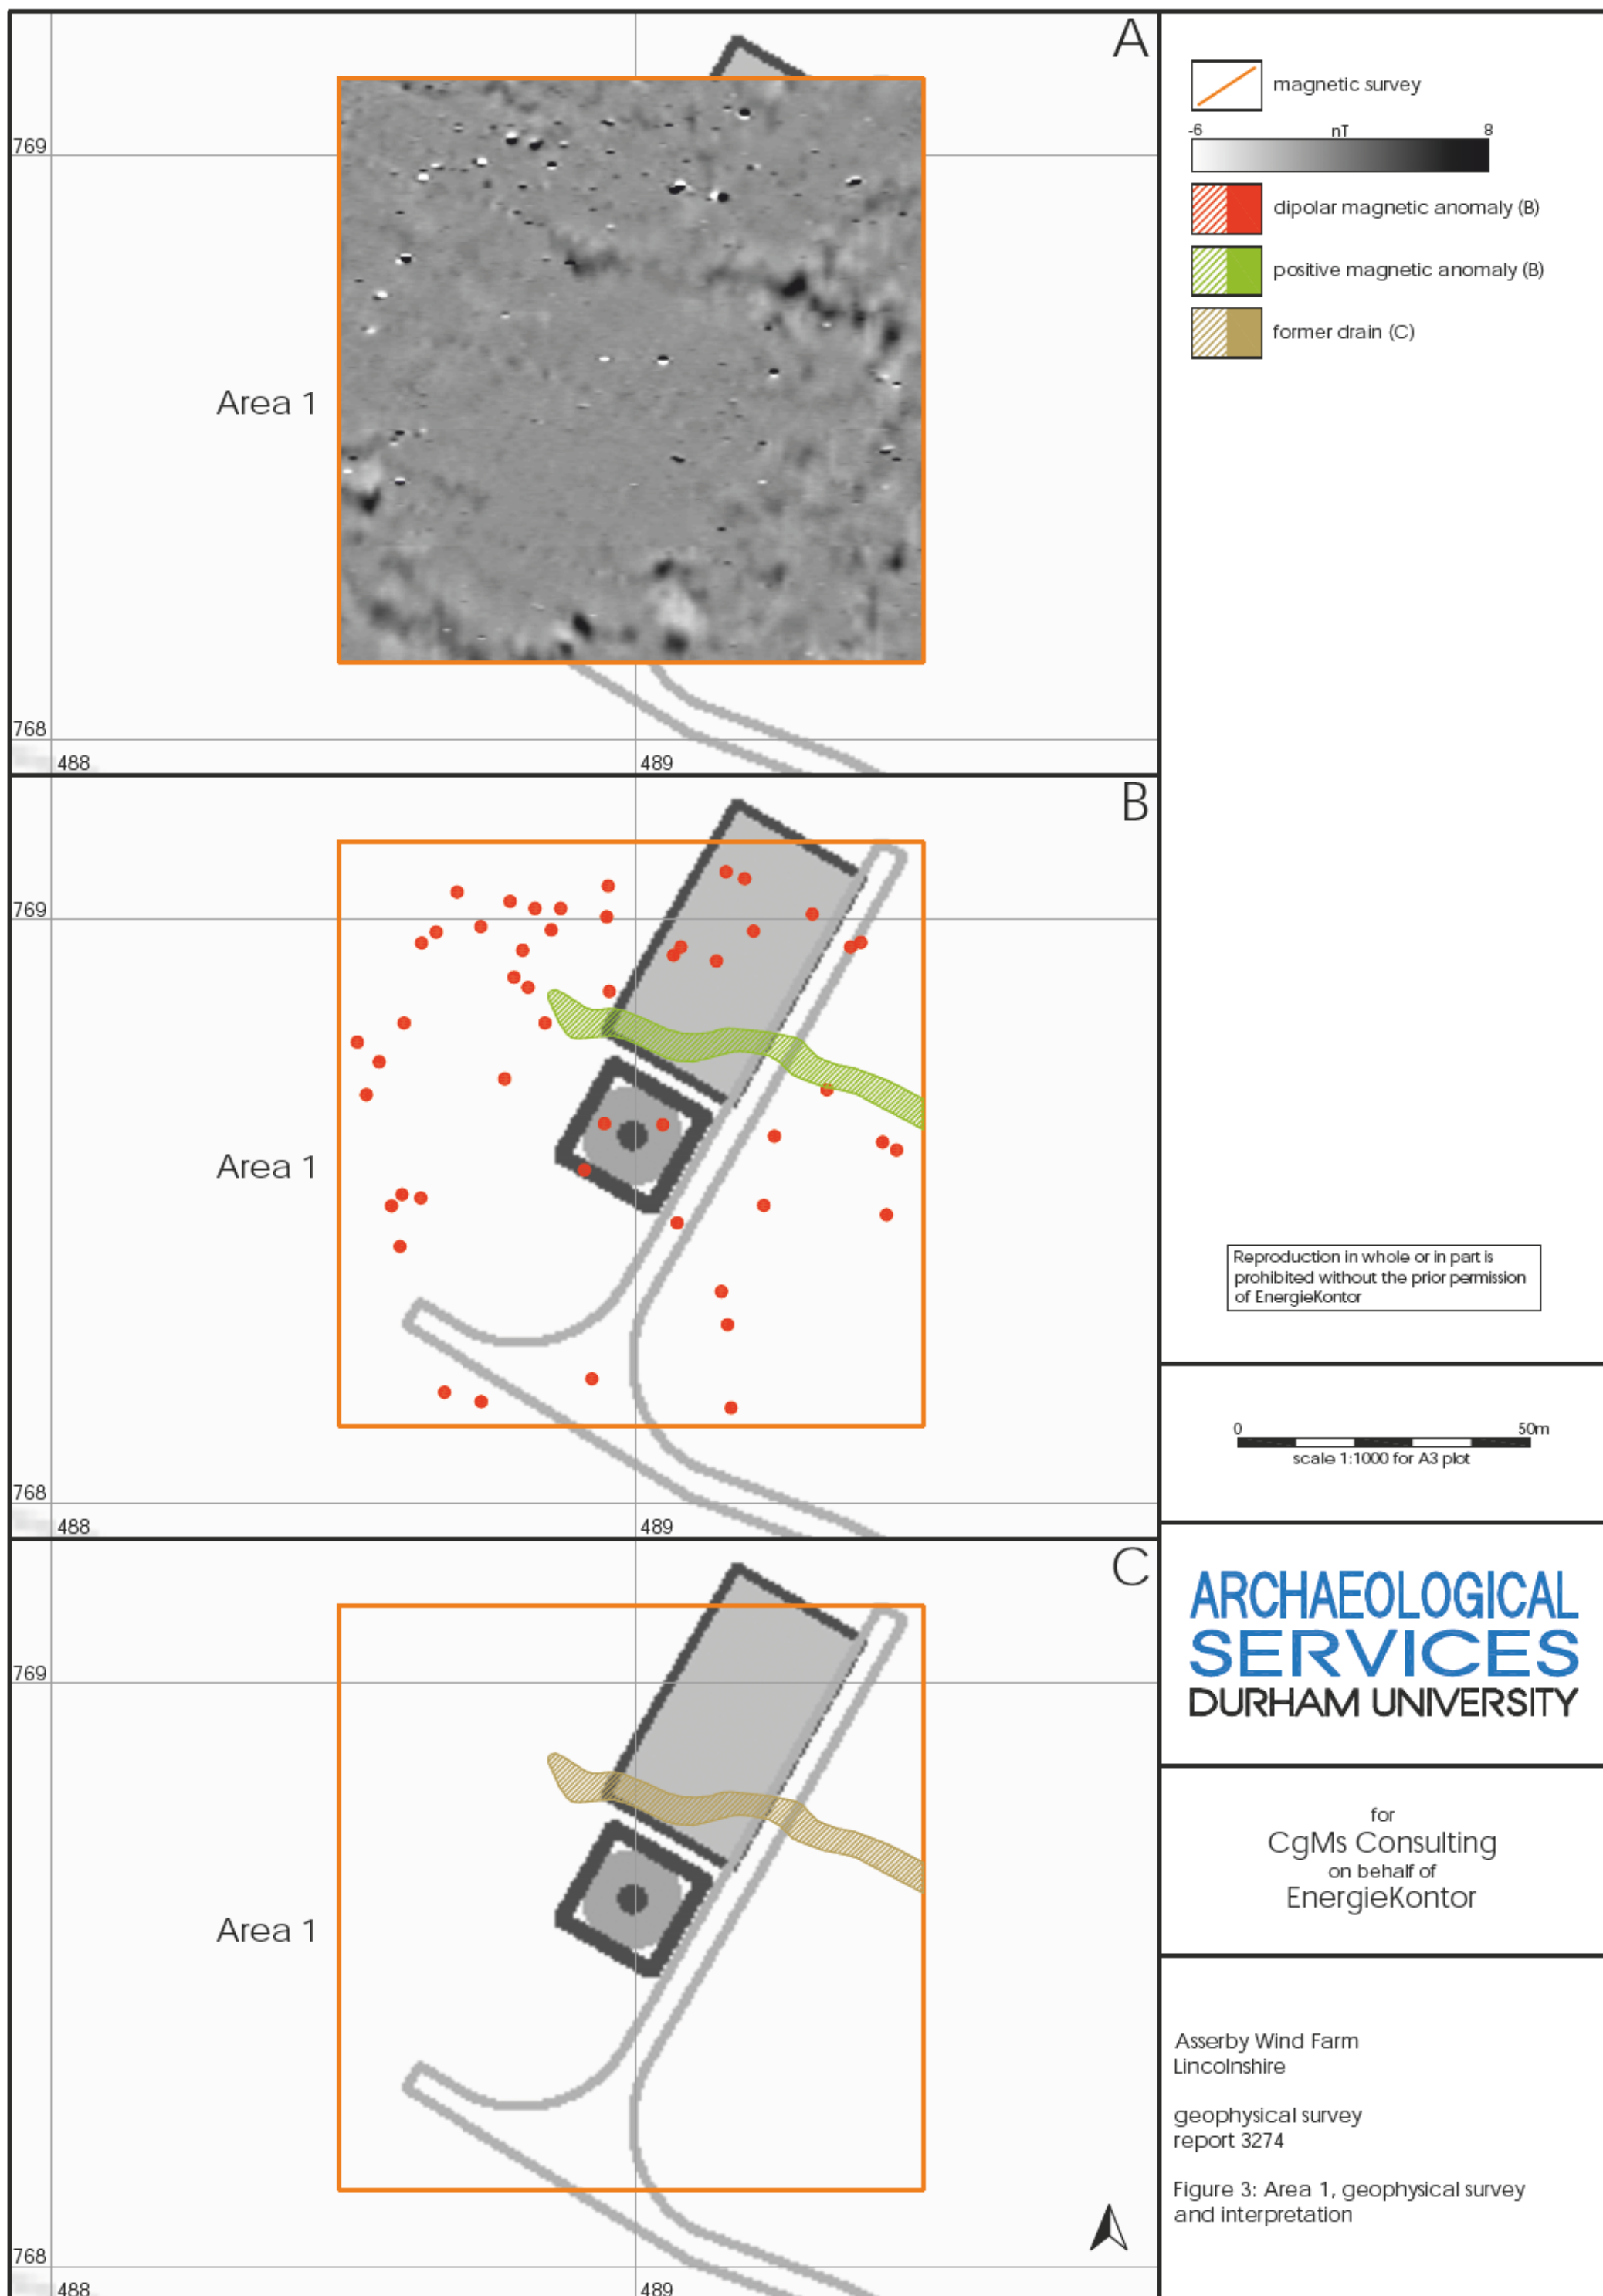 A
769
Area 1
768
488
489
B
769
Area 1
768
488
489
C
769
Area 1
768
488
489
magnetic survey
-6 nT 8
dipolar magnetic anomaly (B)
positive magnetic anomaly (B)
former drain (C)
Reproduction in whole or in part is
prohibited without the prior permission
of EnergieKontor
0 50m
scale 1:1000 for A3 plot
ARCHAEOLOGICAL
SERVICES
DURHAM UNIVERSITY
for
CgMs Consulting
on behalf of
EnergieKontor
Asserby Wind Farm
Lincolnshire
geophysical survey
report 3274
Figure 3: Area 1, geophysical survey
and interpretation